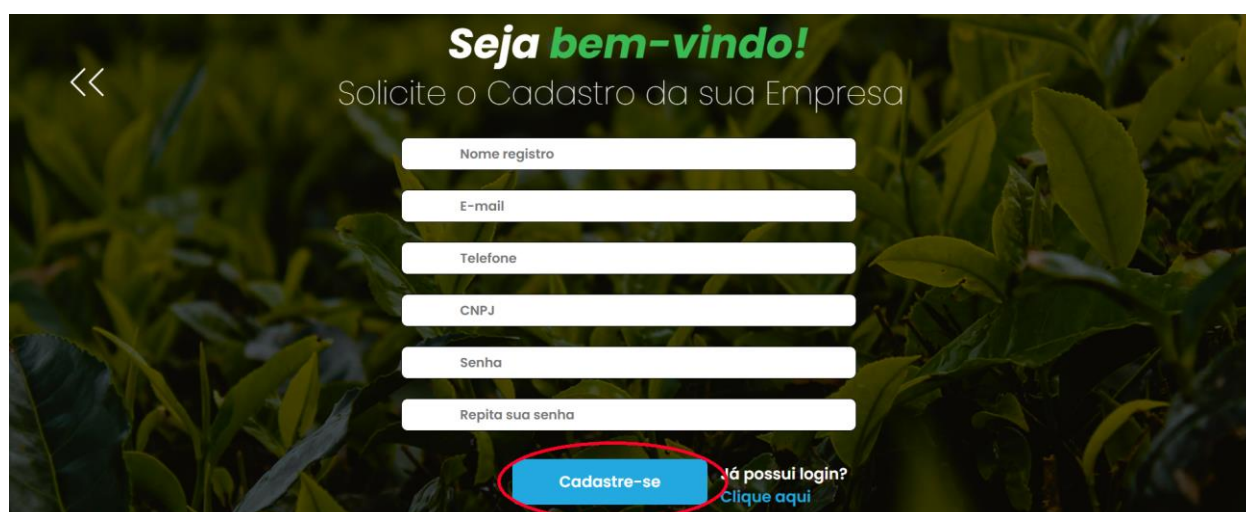 Seja bem-vindo!
Solicite o Cadastro da sua Empresa
Nome registro
E-mail
Telefone
CNPJ
Senha
Repita sua senha
Cadastre-se
Já possui login?
Clique aqui